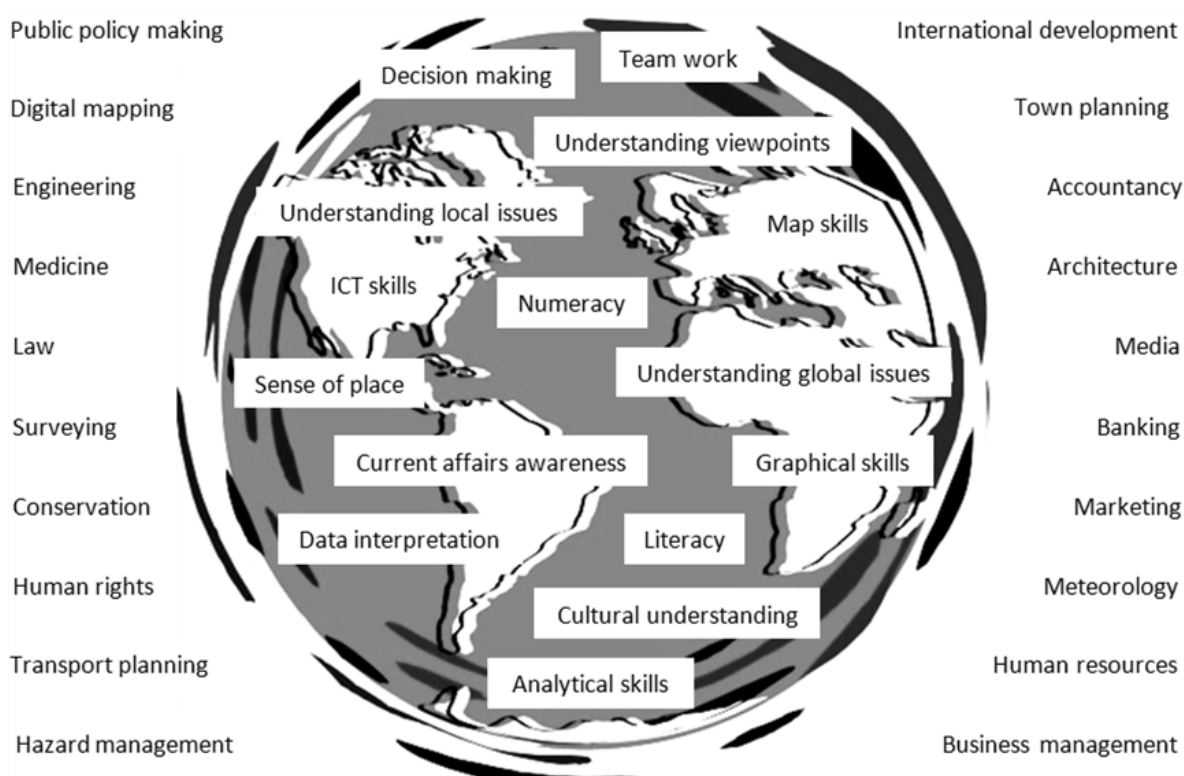 Public policy making
Digital mapping
Engineering
Medicine
Law
Surveying
Conservation
Human rights
Transport planning
Hazard management
Decision making
Team work
Understanding viewpoints
Understanding local issues
Map skills
ICT skills
Numeracy
Sense of place
Understanding global issues
Current affairs awareness
Graphical skills
Data interpretation
Literacy
Cultural understanding
Analytical skills
International development
Town planning
Accountancy
Architecture
Media
Banking
Marketing
Meteorology
Human resources
Business management